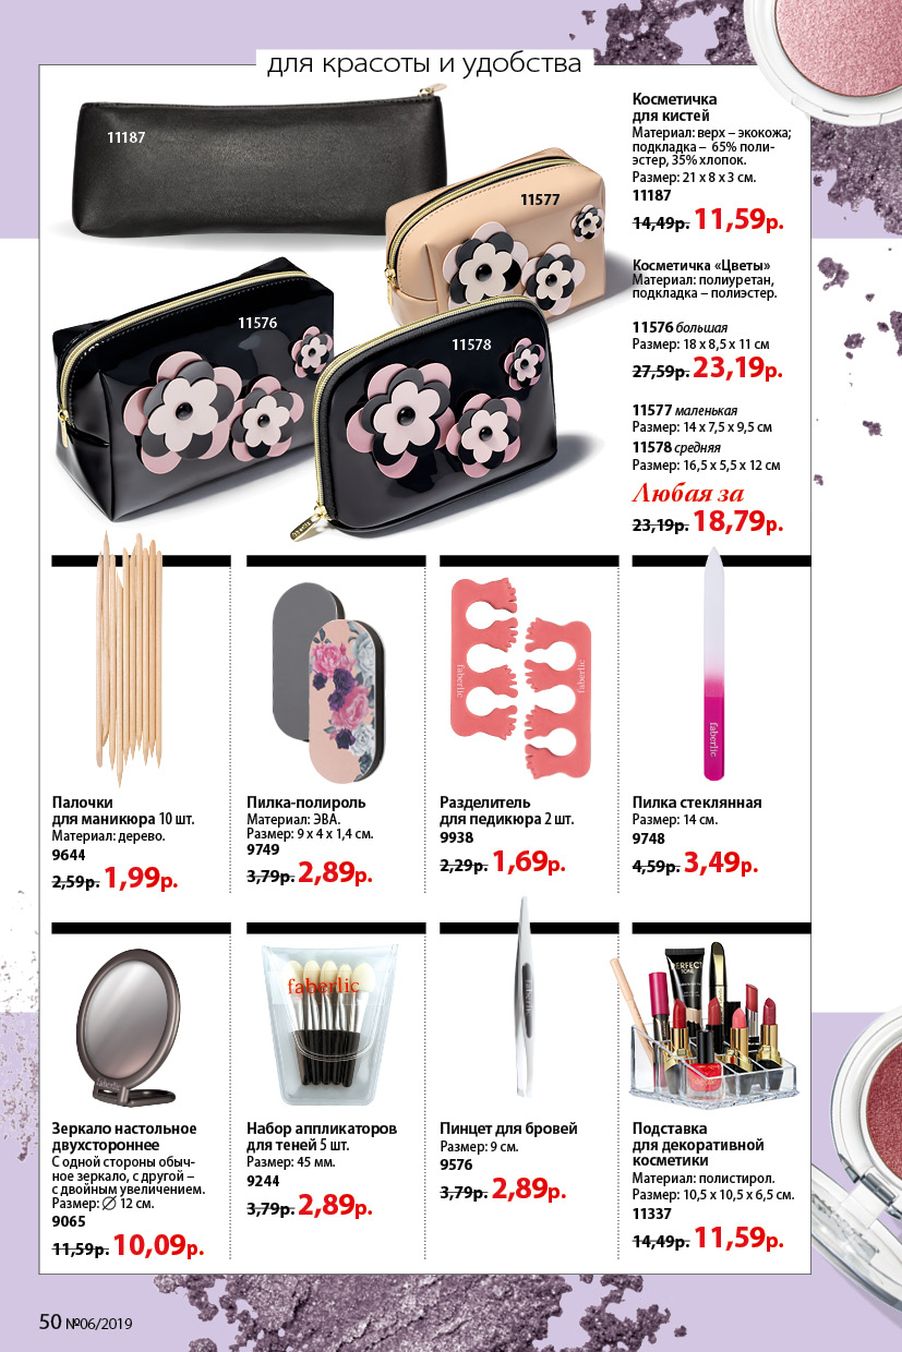 для красоты и удобства
11187
11577
11576
11578
Косметичка
для кистей
Материал: верх – экокожа;
подкладка – 65% поли-
эстер, 35% хлопок.
Размер: 21 х 8 х 3 см.
11187
14,49р. 11,59р.
Косметичка «Цветы»
Материал: полиуретан,
подкладка – полиэстер.
11576 большая
Размер: 18 х 8,5 х 11 см
27,59р. 23,19р.
11577 маленькая
Размер: 14 х 7,5 х 9,5 см
11578 средняя
Размер: 16,5 х 5,5 х 12 см
Любая за
23,19р. 18,79р.
faberlic
faberlic
faberlic
Палочки
для маникюра 10 шт.
Материал: дерево.
9644
2,59р. 1,99р.
Пилка-полироль
Материал: ЭВА.
Размер: 9 х 4 х 1,4 см.
9749
3,79р. 2,89р.
Разделитель
для педикюра 2 шт.
9938
2,29р. 1,69р.
Пилка стеклянная
Размер: 14 см.
9748
4,59р. 3,49р.
faberlic
faberlic
PERFECT
TONE
Зеркало настольное
двухстороннее
С одной стороны обыч-
ное зеркало, с другой –
с двойным увеличением.
Размер: ∅ 12 см.
9065
11,59р. 10,09р.
Набор аппликаторов
для теней 5 шт.
Размер: 45 мм.
9244
3,79р. 2,89р.
Пинцет для бровей
Размер: 9 см.
9576
3,79р. 2,89р.
Подставка
для декоративной
косметики
Материал: полистирол.
Размер: 10,5 х 10,5 х 6,5 см.
11337
14,49р. 11,59р.
50 №06/2019